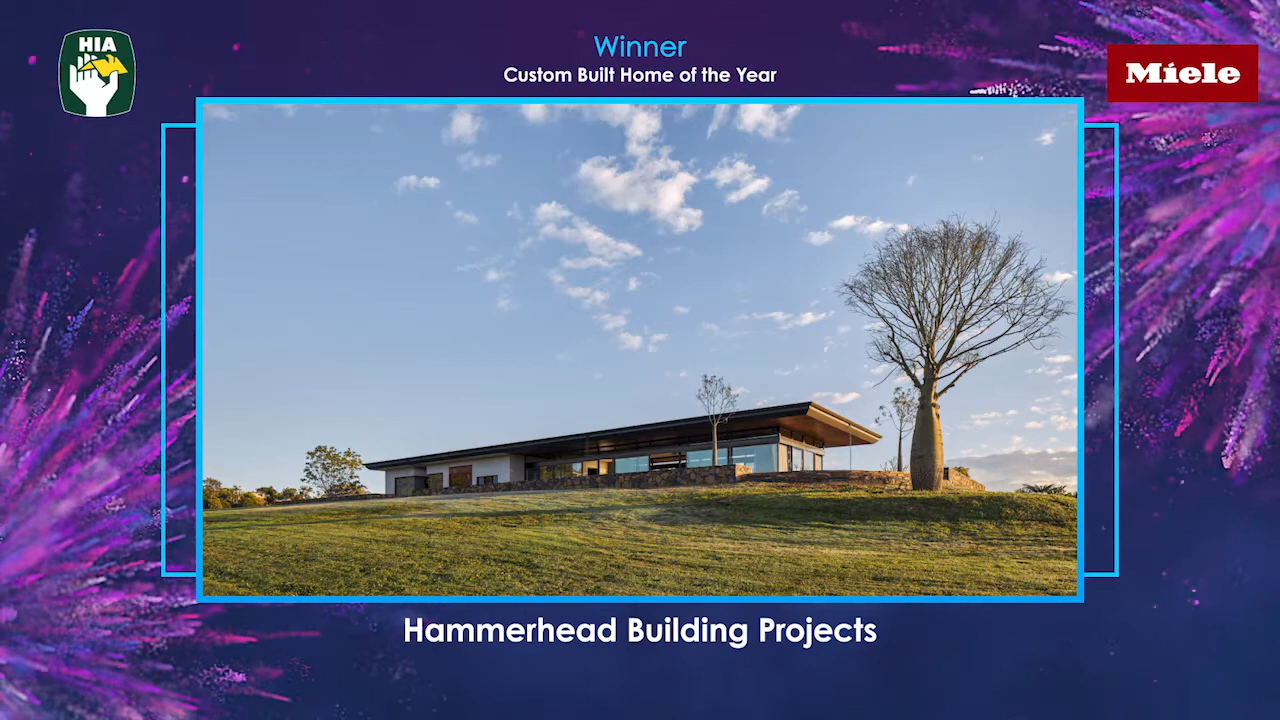 HIA
Winner
Custom Built Home of the Year
Miele
Hammerhead Building Projects